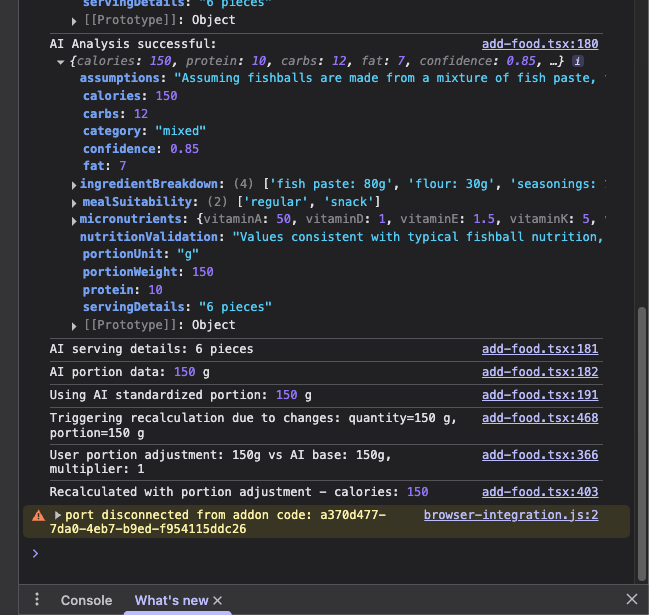 servingDetails: "6 pieces"
▶ [[Prototype]]: Object
AI Analysis successful: add-food.tsx:180
▼ {calories: 150, protein: 10, carbs: 12, fat: 7, confidence: 0.85, …} i
assumptions: "Assuming fishballs are made from a mixture of fish paste,
calories: 150
carbs: 12
category: "mixed"
confidence: 0.85
fat: 7
▶ ingredientBreakdown: (4) ['fish paste: 80g', 'flour: 30g', 'seasonings:
▶ mealSuitability: (2) ['regular', 'snack']
▶ micronutrients: {vitaminA: 50, vitaminD: 1, vitaminE: 1.5, vitaminK: 5,
nutritionValidation: "Values consistent with typical fishball nutrition,
portionUnit: "g"
portionWeight: 150
protein: 10
servingDetails: "6 pieces"
▶ [[Prototype]]: Object
AI serving details: 6 pieces add-food.tsx:181
AI portion data: 150 g add-food.tsx:182
Using AI standardized portion: 150 g add-food.tsx:191
Triggering recalculation due to changes: quantity=150 g, add-food.tsx:468
portion=150 g
User portion adjustment: 150g vs AI base: 150g, add-food.tsx:366
multiplier: 1
Recalculated with portion adjustment - calories: 150 add-food.tsx:403
▶ port disconnected from addon code: a370d477- browser-integration.js:2
7da0-4eb7-b9ed-f954115ddc26
Console What's new